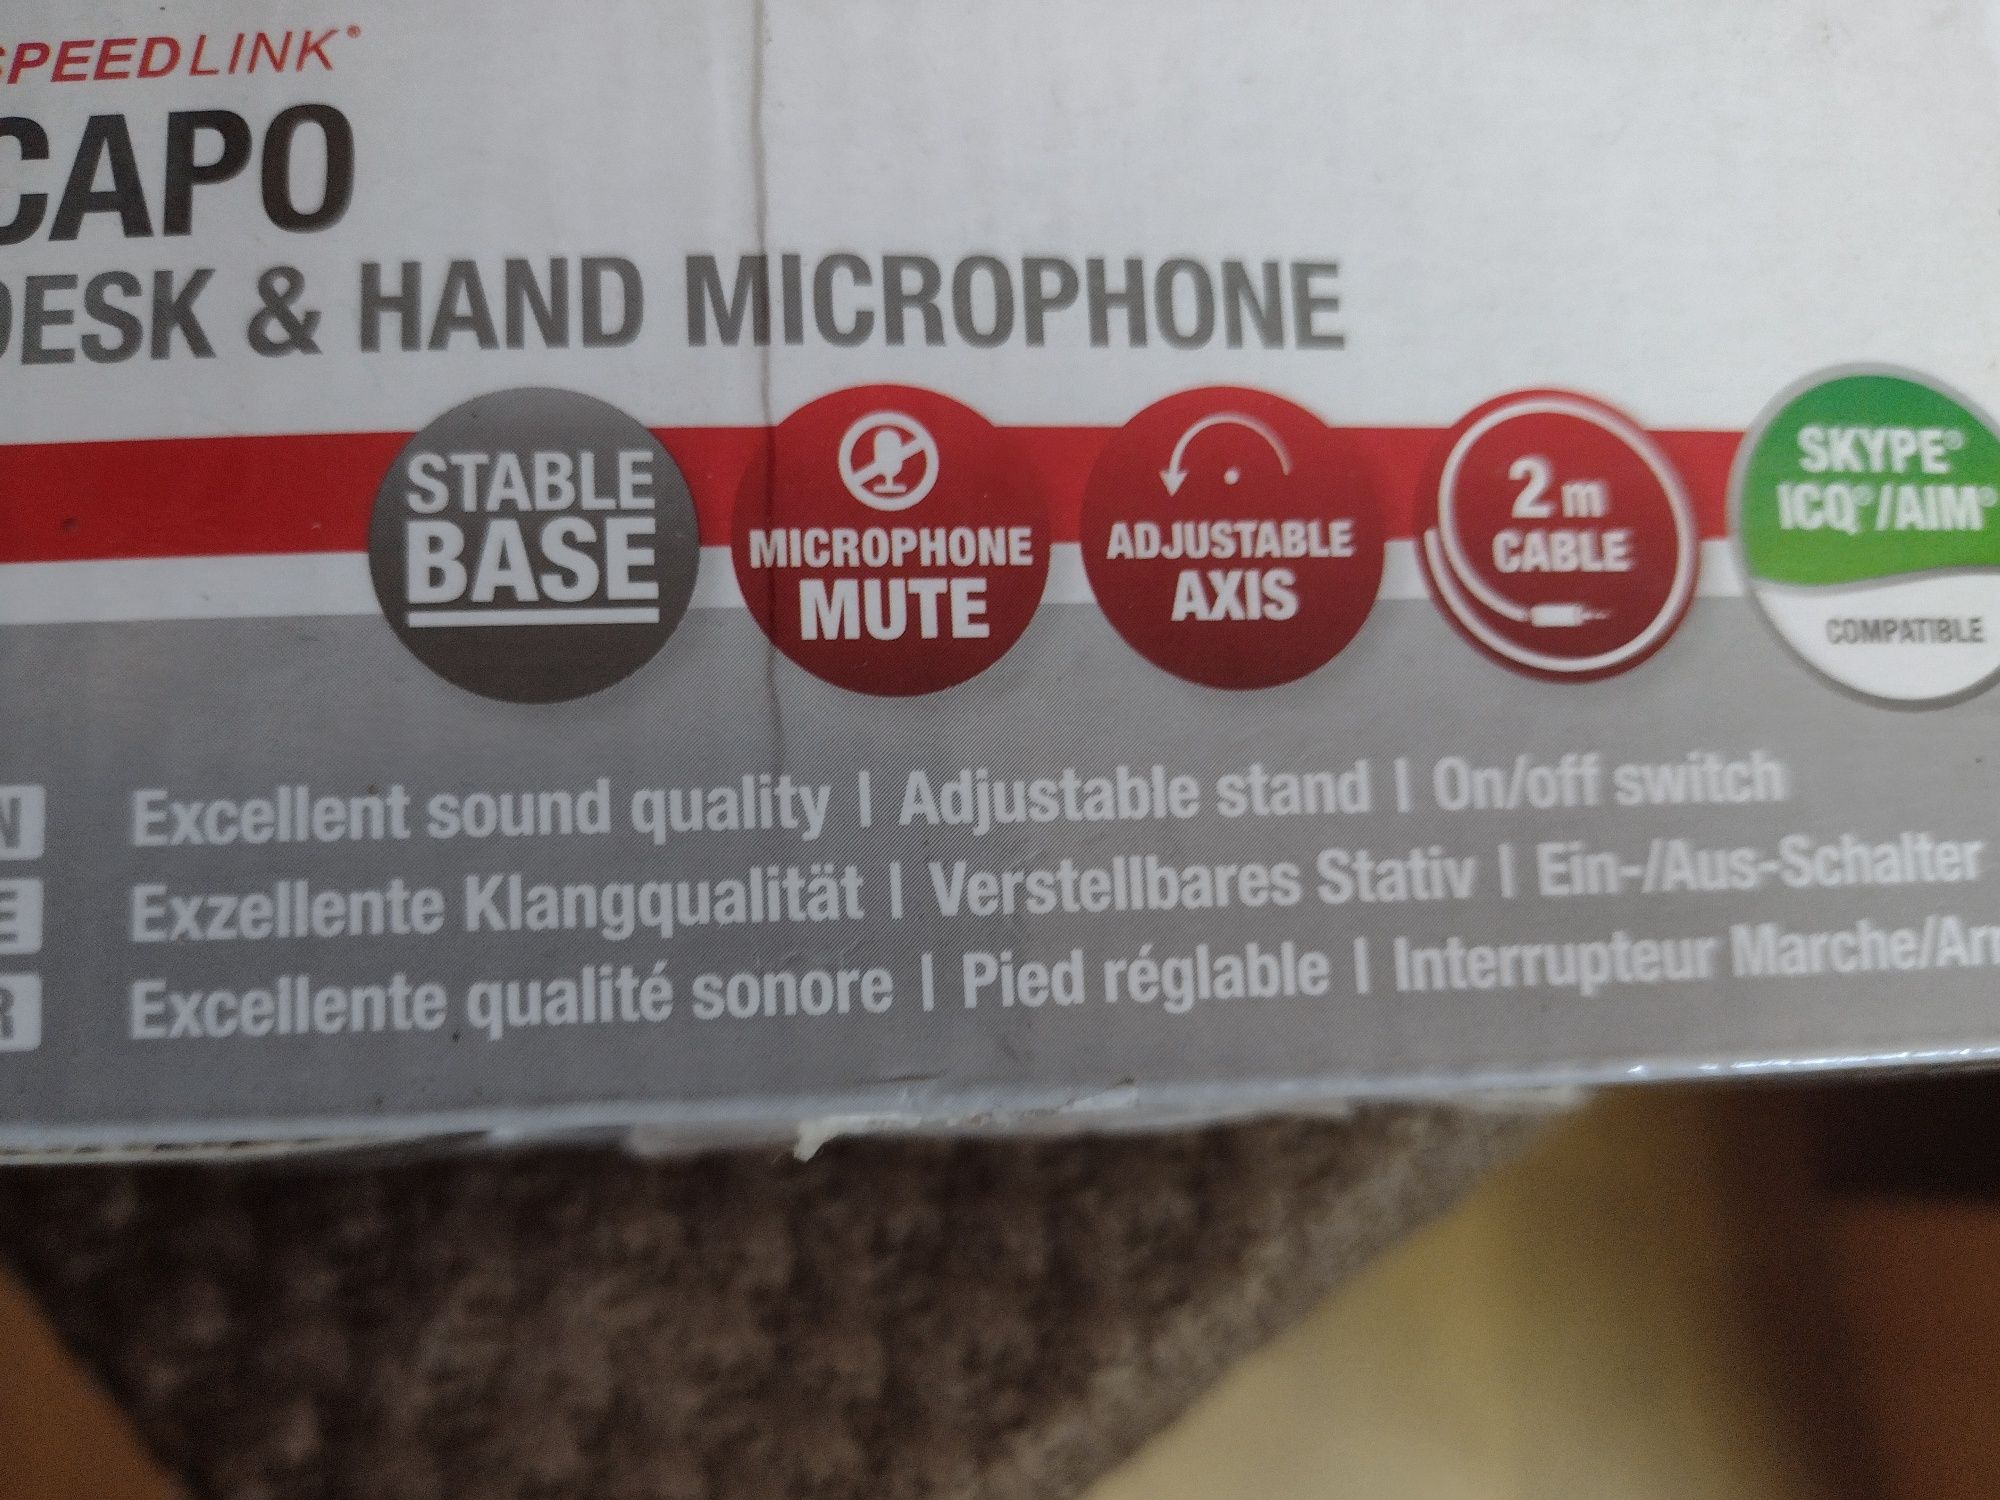 SPEEDLINK®
CAPO
DESK & HAND MICROPHONE
STABLE
BASE
MICROPHONE
MUTE
ADJUSTABLE
AXIS
2 m
CABLE
SKYPE®
ICQ®/AIM®
COMPATIBLE
Excellent sound quality | Adjustable stand | On/off switch
Exzellente Klangqualität | Verstellbares Stativ | Ein-/Aus-Schalter
Excellente qualité sonore | Pied réglable | Interrupteur Marche/Arr